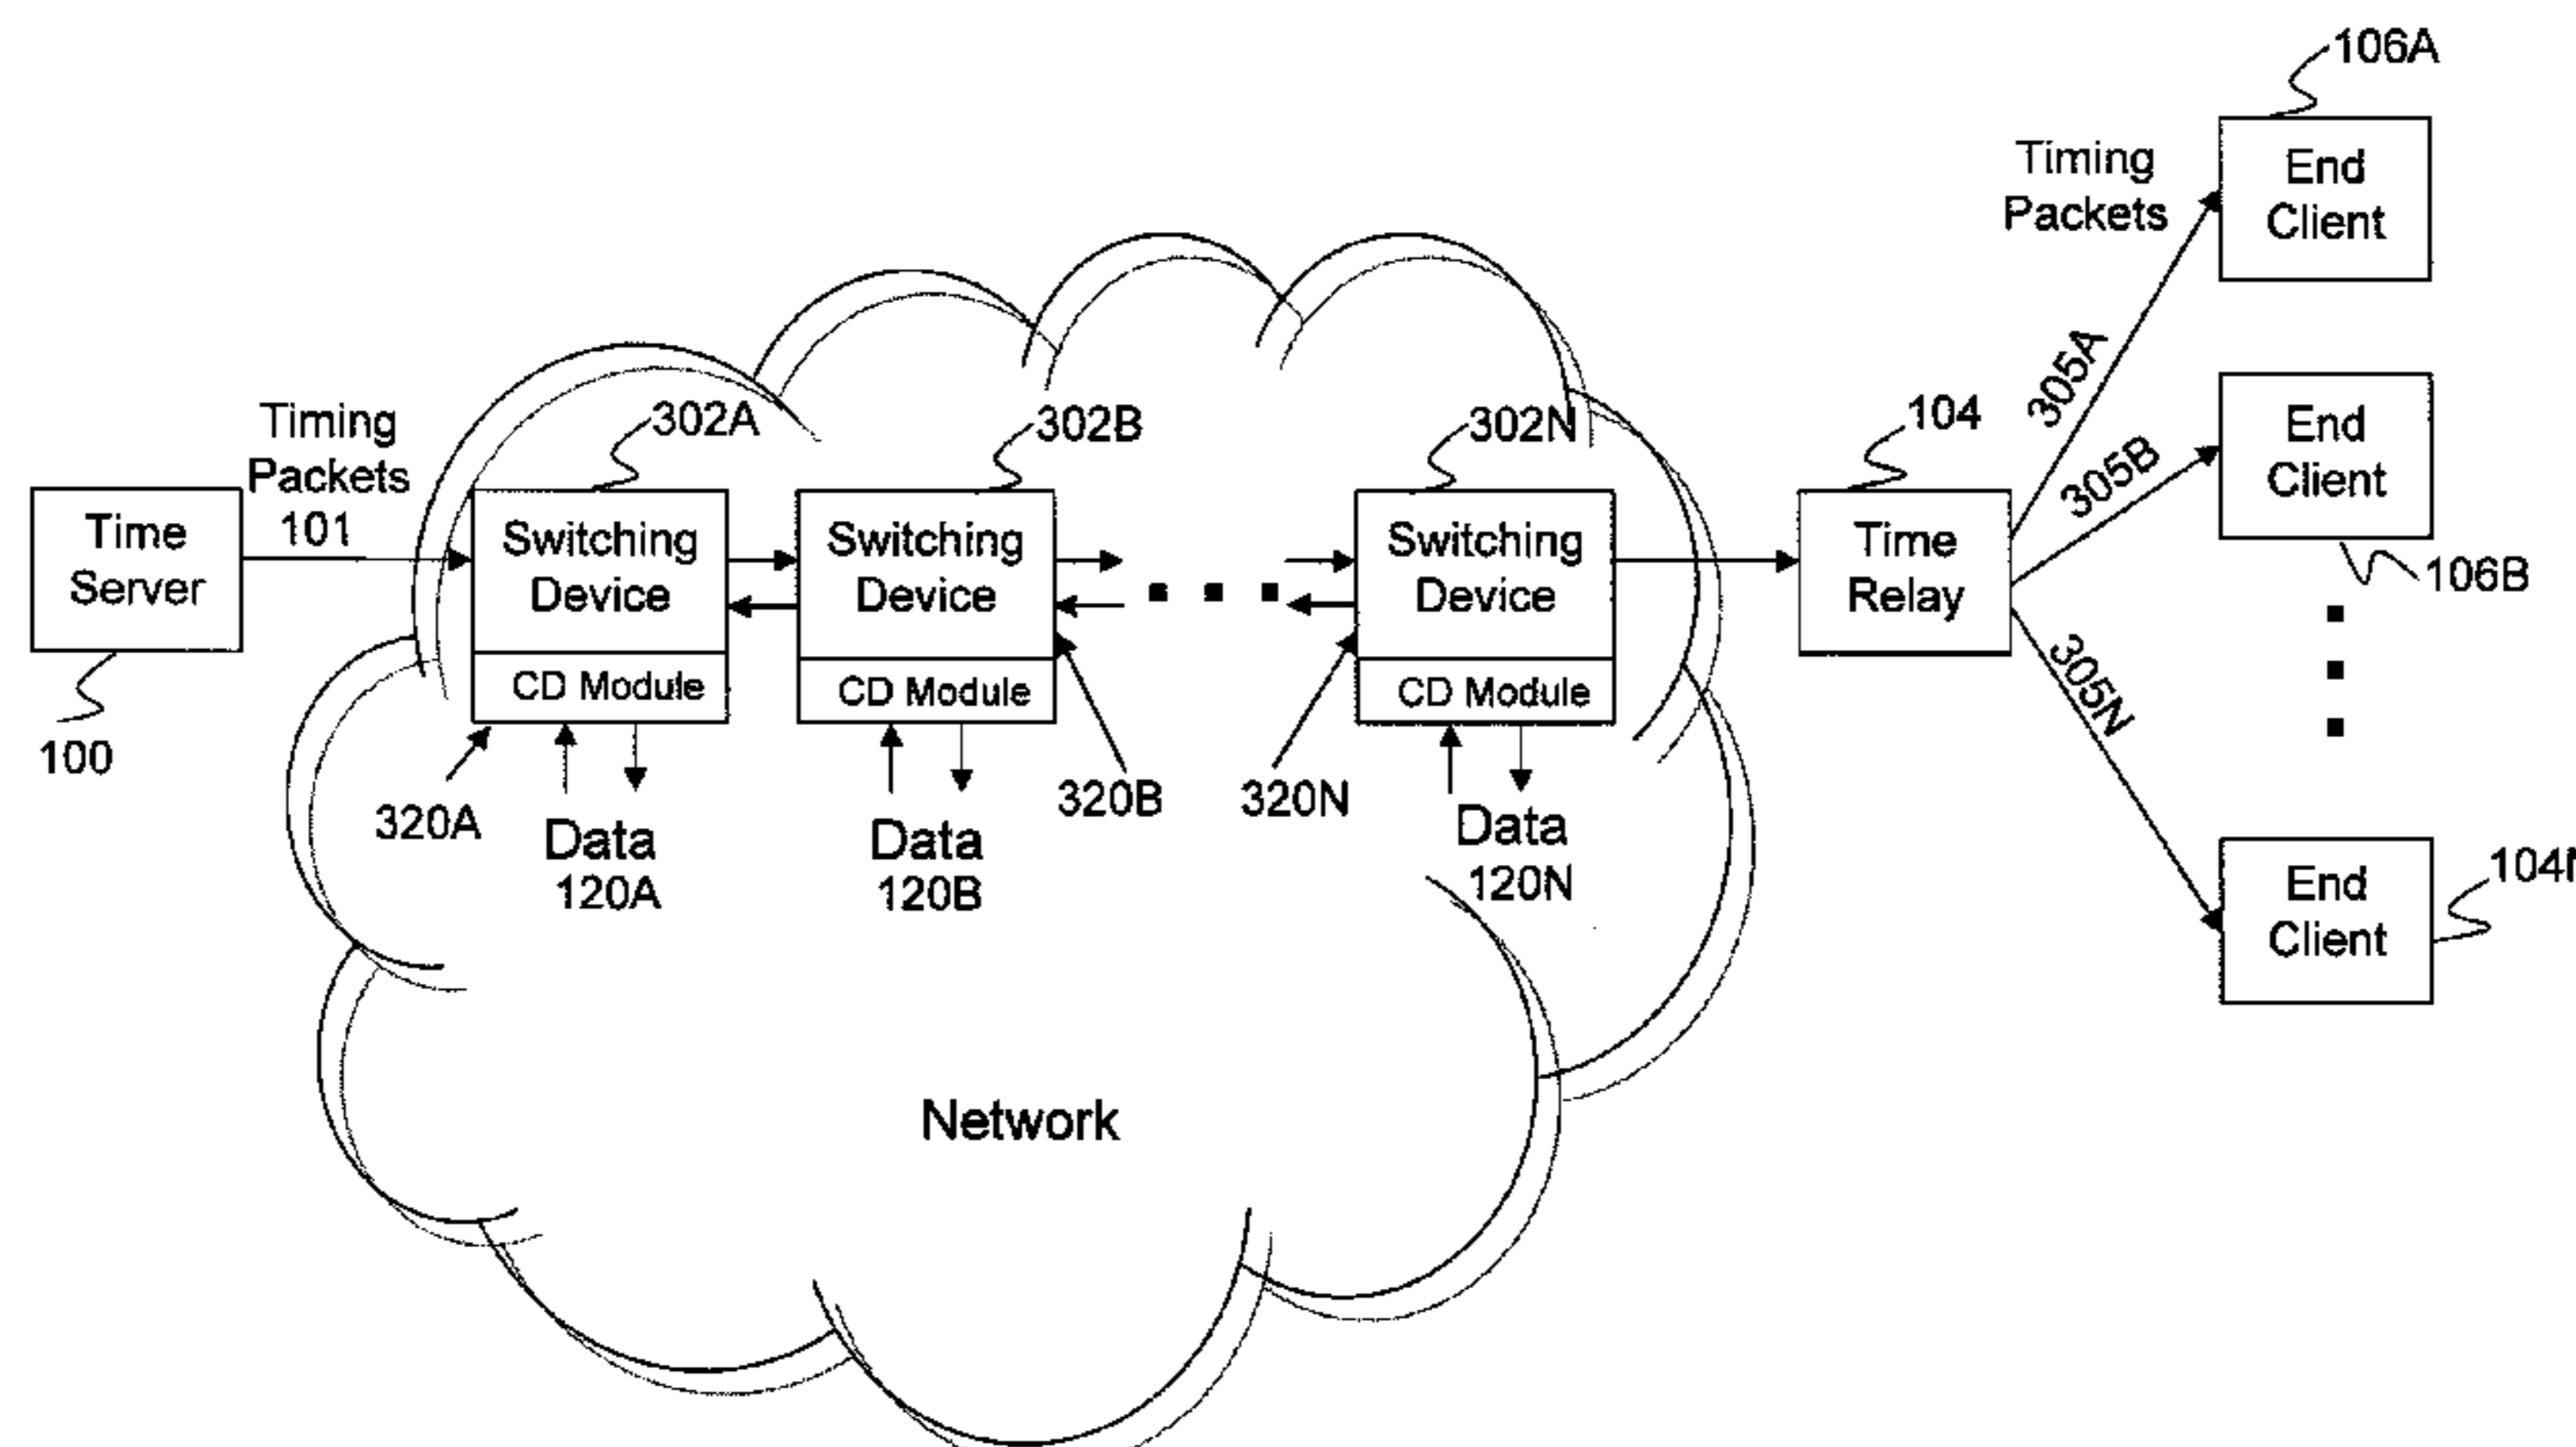 106A
Timing
Packets
End
Client
305A
302A
302B
302N
104
End
Client
305B
106B
Timing
Packets
101
Time
Server
100
Switching
Device
CD Module
Switching
Device
CD Module
Switching
Device
CD Module
Time
Relay
305N
320A
320B
320N
Data
120A
Data
120B
Data
120N
End
Client
104N
Network